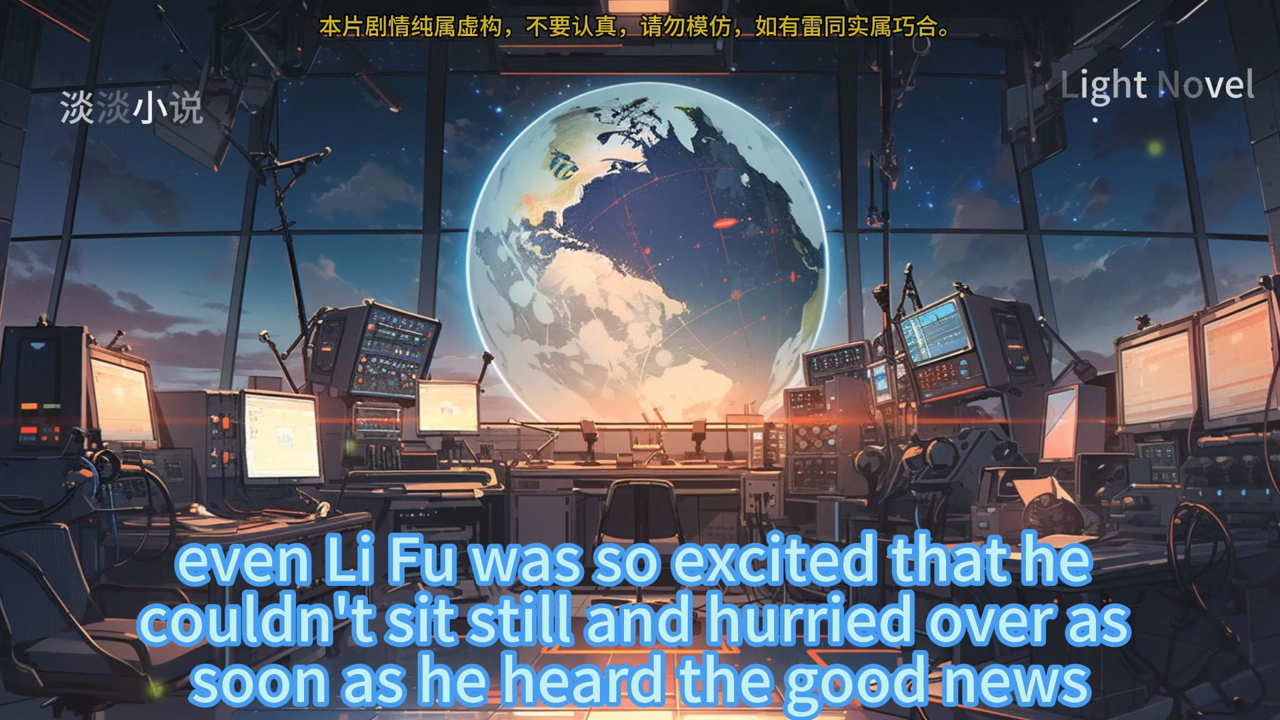 本片剧情纯属虚构，不要认真，请勿模仿，如有雷同实属巧合。
淡淡小说
Light Novel
even Li Fu was so excited that he
couldn't sit still and hurried over as
soon as he heard the good news